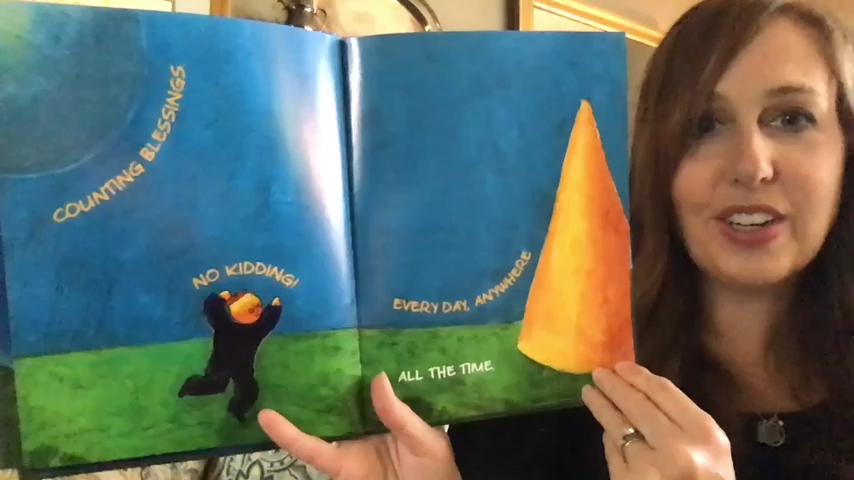 COUNTING BLESSINGS
NO KIDDING!
EVERY DAY, ANYWHERE
ALL THE TIME.